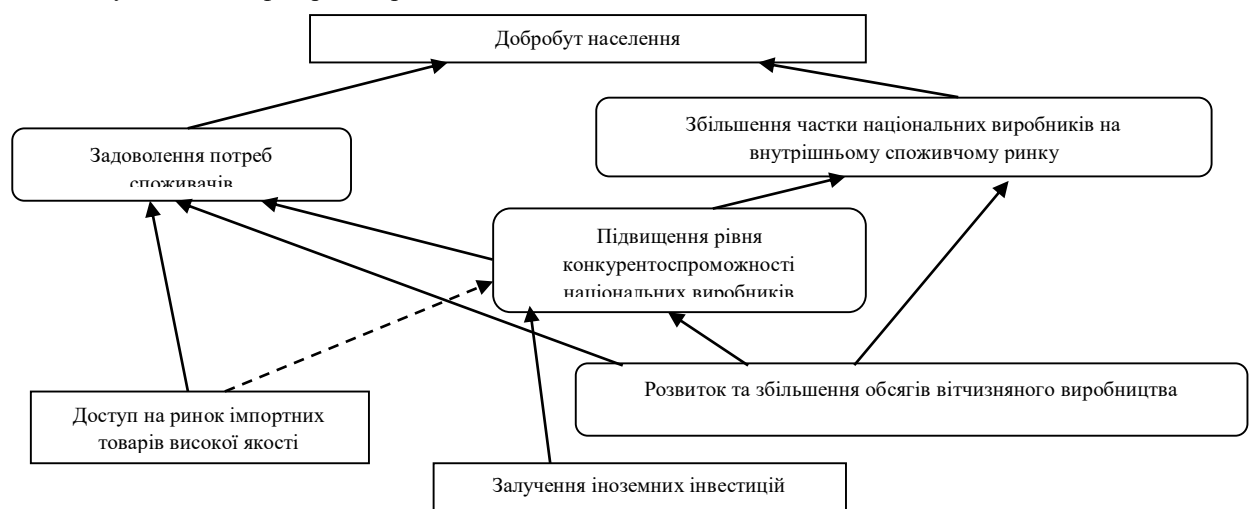 Добробут населення
Збільшення частки національних виробників на
внутрішньому споживчому ринку
Задоволення потреб
споживачів
Підвищення рівня
конкурентоспроможності
національних виробників
Розвиток та збільшення обсягів вітчизняного виробництва
Доступ на ринок імпортних
товарів високої якості
Залучення іноземних інвестицій